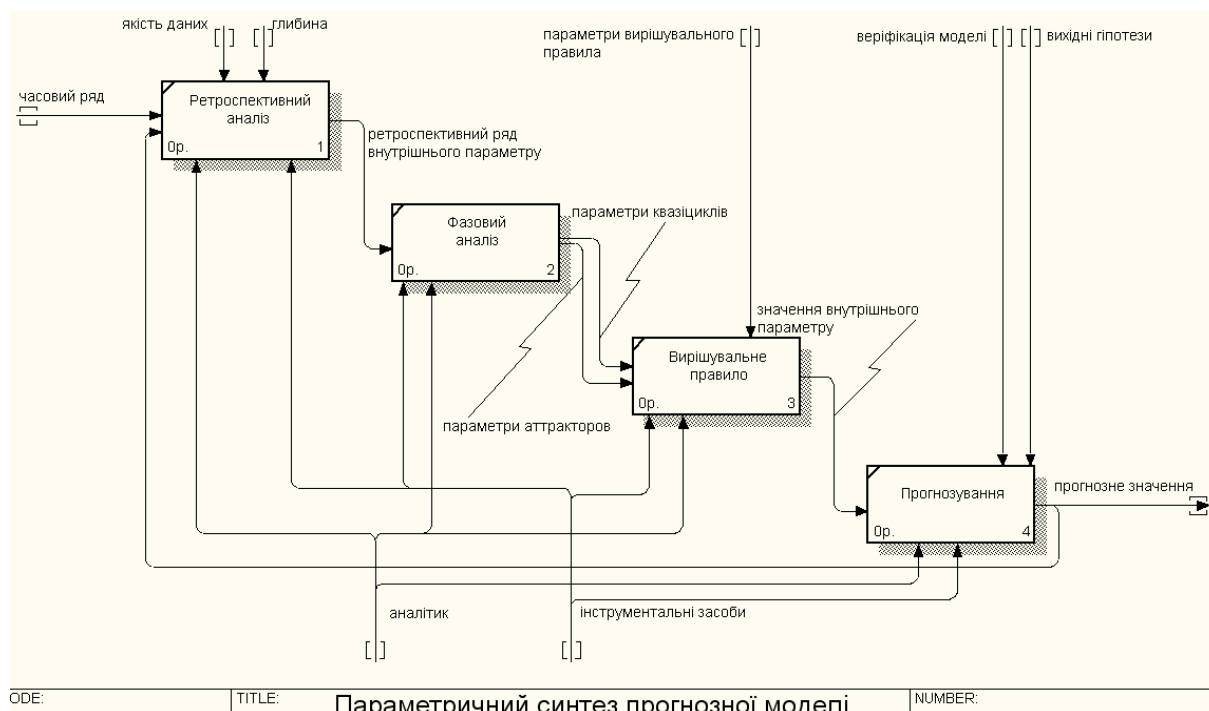 якість даних
глибина
параметри вирішувального
правила
веріфікація моделі
вихідні гіпотези
часовий ряд
Ретроспективний
аналіз
0р.
1
ретроспективний ряд
внутрішнього параметру
Фазовий
аналіз
0р.
2
параметри квазіциклів
значення внутрішнього
параметру
Вирішувальне
правило
0р.
3
параметри аттракторов
Прогнозування
0р.
4
прогнозне значення
аналітик
інструментальні засоби
ODE:
TITLE:
Параметричний синтез прогнозної моделі
NUMBER: